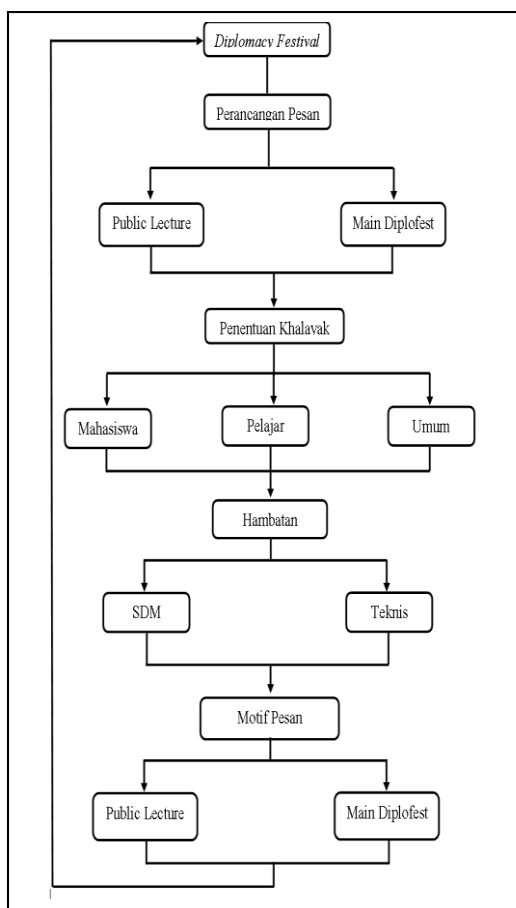 Diplomacy Festival
Perancangan Pesan
Public Lecture
Main Diplofest
Penentuan Khalavak
Mahasiswa
Pelajar
Umum
Hambatan
SDM
Teknis
Motif Pesan
Public Lecture
Main Diplofest